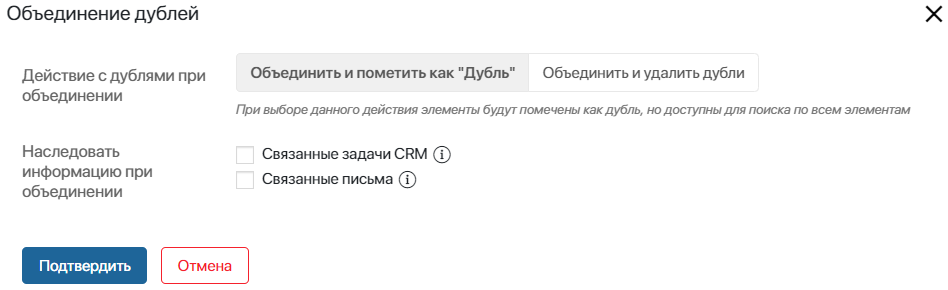 Объединение дублей
Действие с дублями при
объединении
Объединить и пометить как "Дубль"
Объединить и удалить дубли
При выборе данного действия элементы будут помечены как дубль, но доступны для поиска по всем элементам
Наследовать
информацию при
объединении
Связанные задачи CRM
Связанные письма
Подтвердить
Отмена